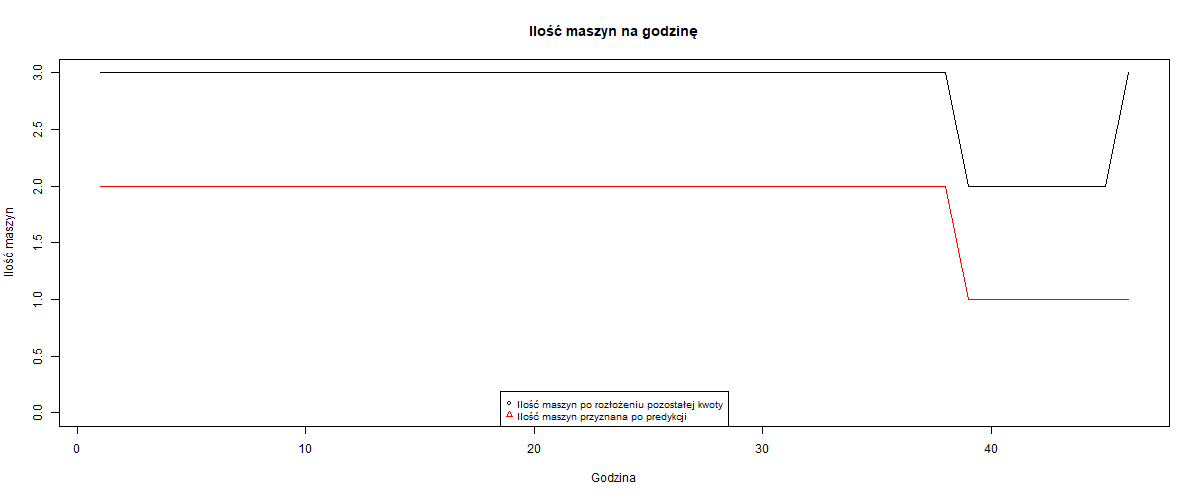 Ilość maszyn na godzinę
Ilość maszyn
3.0
2.5
2.0
1.5
1.0
0.5
0.0
Ilość maszyn po rozłożeniu pozostałej kwoty
Ilość maszyn przyznana po predykcji
0 10 20 30 40
Godzina